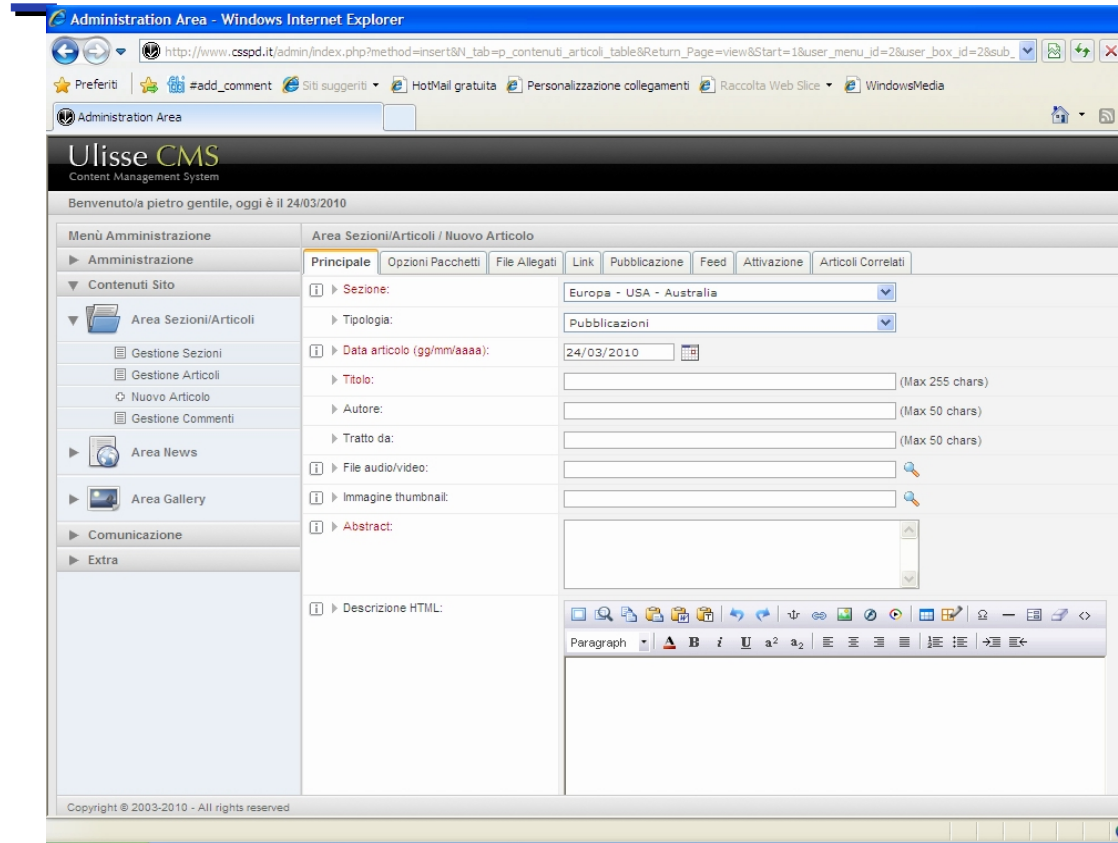 Administration Area - Windows Internet Explorer
http://www.csspd.it/admin/index.php?method=insert&N_tab=p_contenuti_articoli_table&Return_Page=view&Start=1&user_menu_id=2&user_box_id=2&sub_
Preferiti #add_comment Siti suggeriti HotMail gratuita Personalizzazione collegamenti Raccolta Web Slice WindowsMedia
Administration Area
Ulisse CMS
Content Management System
Benvenuto/a pietro gentile, oggi è il 24/03/2010
Menù Amministrazione
Amministrazione
Contenuti Sito
Area Sezioni/Articoli
Gestione Sezioni
Gestione Articoli
Nuovo Articolo
Gestione Commenti
Area News
Area Gallery
Comunicazione
Extra
Area Sezioni/Articoli / Nuovo Articolo
Principale Opzioni Pacchetti File Allegati Link Pubblicazione Feed Attivazione Articoli Correlati
Sezione: Europa - USA - Australia
Tipologia: Pubblicazioni
Data articolo (gg/mm/aaaa): 24/03/2010
Titolo: (Max 255 chars)
Autore: (Max 50 chars)
Tratto da: (Max 50 chars)
File audio/video:
Immagine thumbnail:
Abstract:
Descrizione HTML:
Paragraph A B i U a² a₂
Copyright © 2003-2010 - All rights reserved